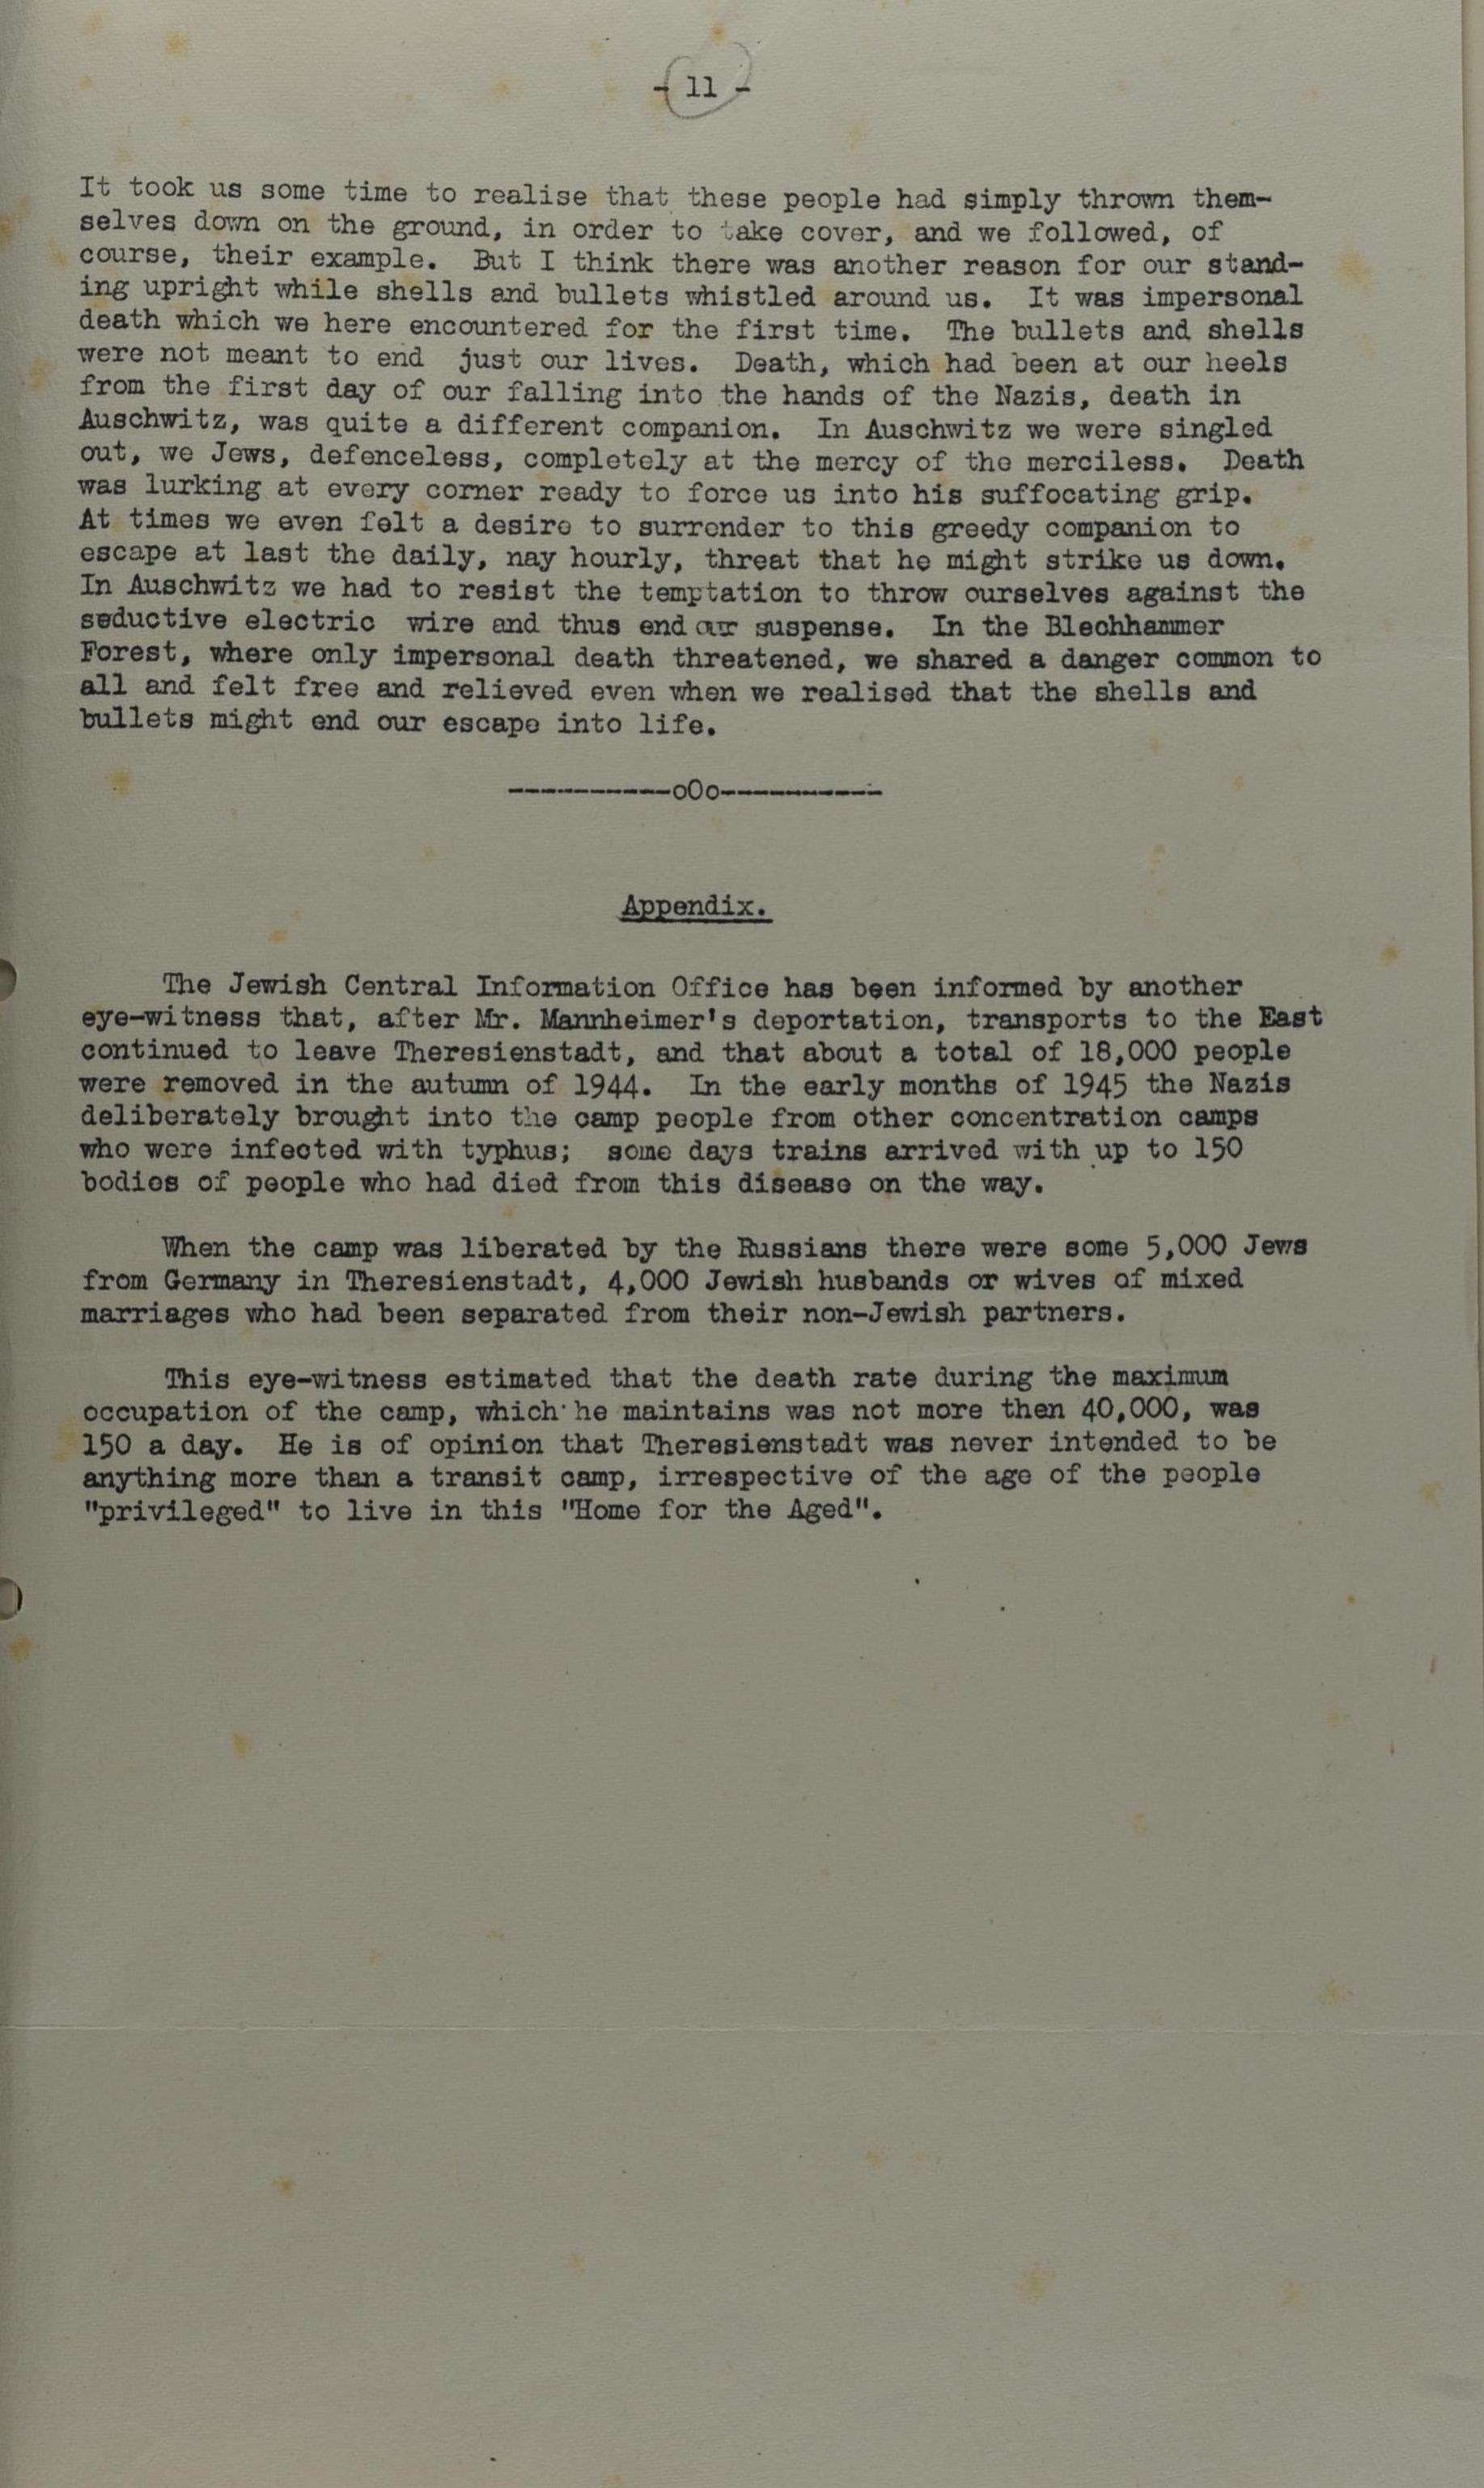 - 11 -
It took us some time to realise that these people had simply thrown them-
selves down on the ground, in order to take cover, and we followed, of
course, their example. But I think there was another reason for our stand-
ing upright while shells and bullets whistled around us. It was impersonal
death which we here encountered for the first time. The bullets and shells
were not meant to end just our lives. Death, which had been at our heels
from the first day of our falling into the hands of the Nazis, death in
Auschwitz, was quite a different companion. In Auschwitz we were singled
out, we Jews, defenceless, completely at the mercy of the merciless. Death
was lurking at every corner ready to force us into his suffocating grip.
At times we even felt a desire to surrender to this greedy companion to
escape at last the daily, nay hourly, threat that he might strike us down.
In Auschwitz we had to resist the temptation to throw ourselves against the
seductive electric wire and thus end our suspense. In the Blechhammer
Forest, where only impersonal death threatened, we shared a danger common to
all and felt free and relieved even when we realised that the shells and
bullets might end our escape into life.
----------oOo----------
Appendix.
The Jewish Central Information Office has been informed by another
eye-witness that, after Mr. Mannheimer's deportation, transports to the East
continued to leave Theresienstadt, and that about a total of 18,000 people
were removed in the autumn of 1944. In the early months of 1945 the Nazis
deliberately brought into the camp people from other concentration camps
who were infected with typhus; some days trains arrived with up to 150
bodies of people who had died from this disease on the way.
When the camp was liberated by the Russians there were some 5,000 Jews
from Germany in Theresienstadt, 4,000 Jewish husbands or wives of mixed
marriages who had been separated from their non-Jewish partners.
This eye-witness estimated that the death rate during the maximum
occupation of the camp, which he maintains was not more then 40,000, was
150 a day. He is of opinion that Theresienstadt was never intended to be
anything more than a transit camp, irrespective of the age of the people
"privileged" to live in this "Home for the Aged".